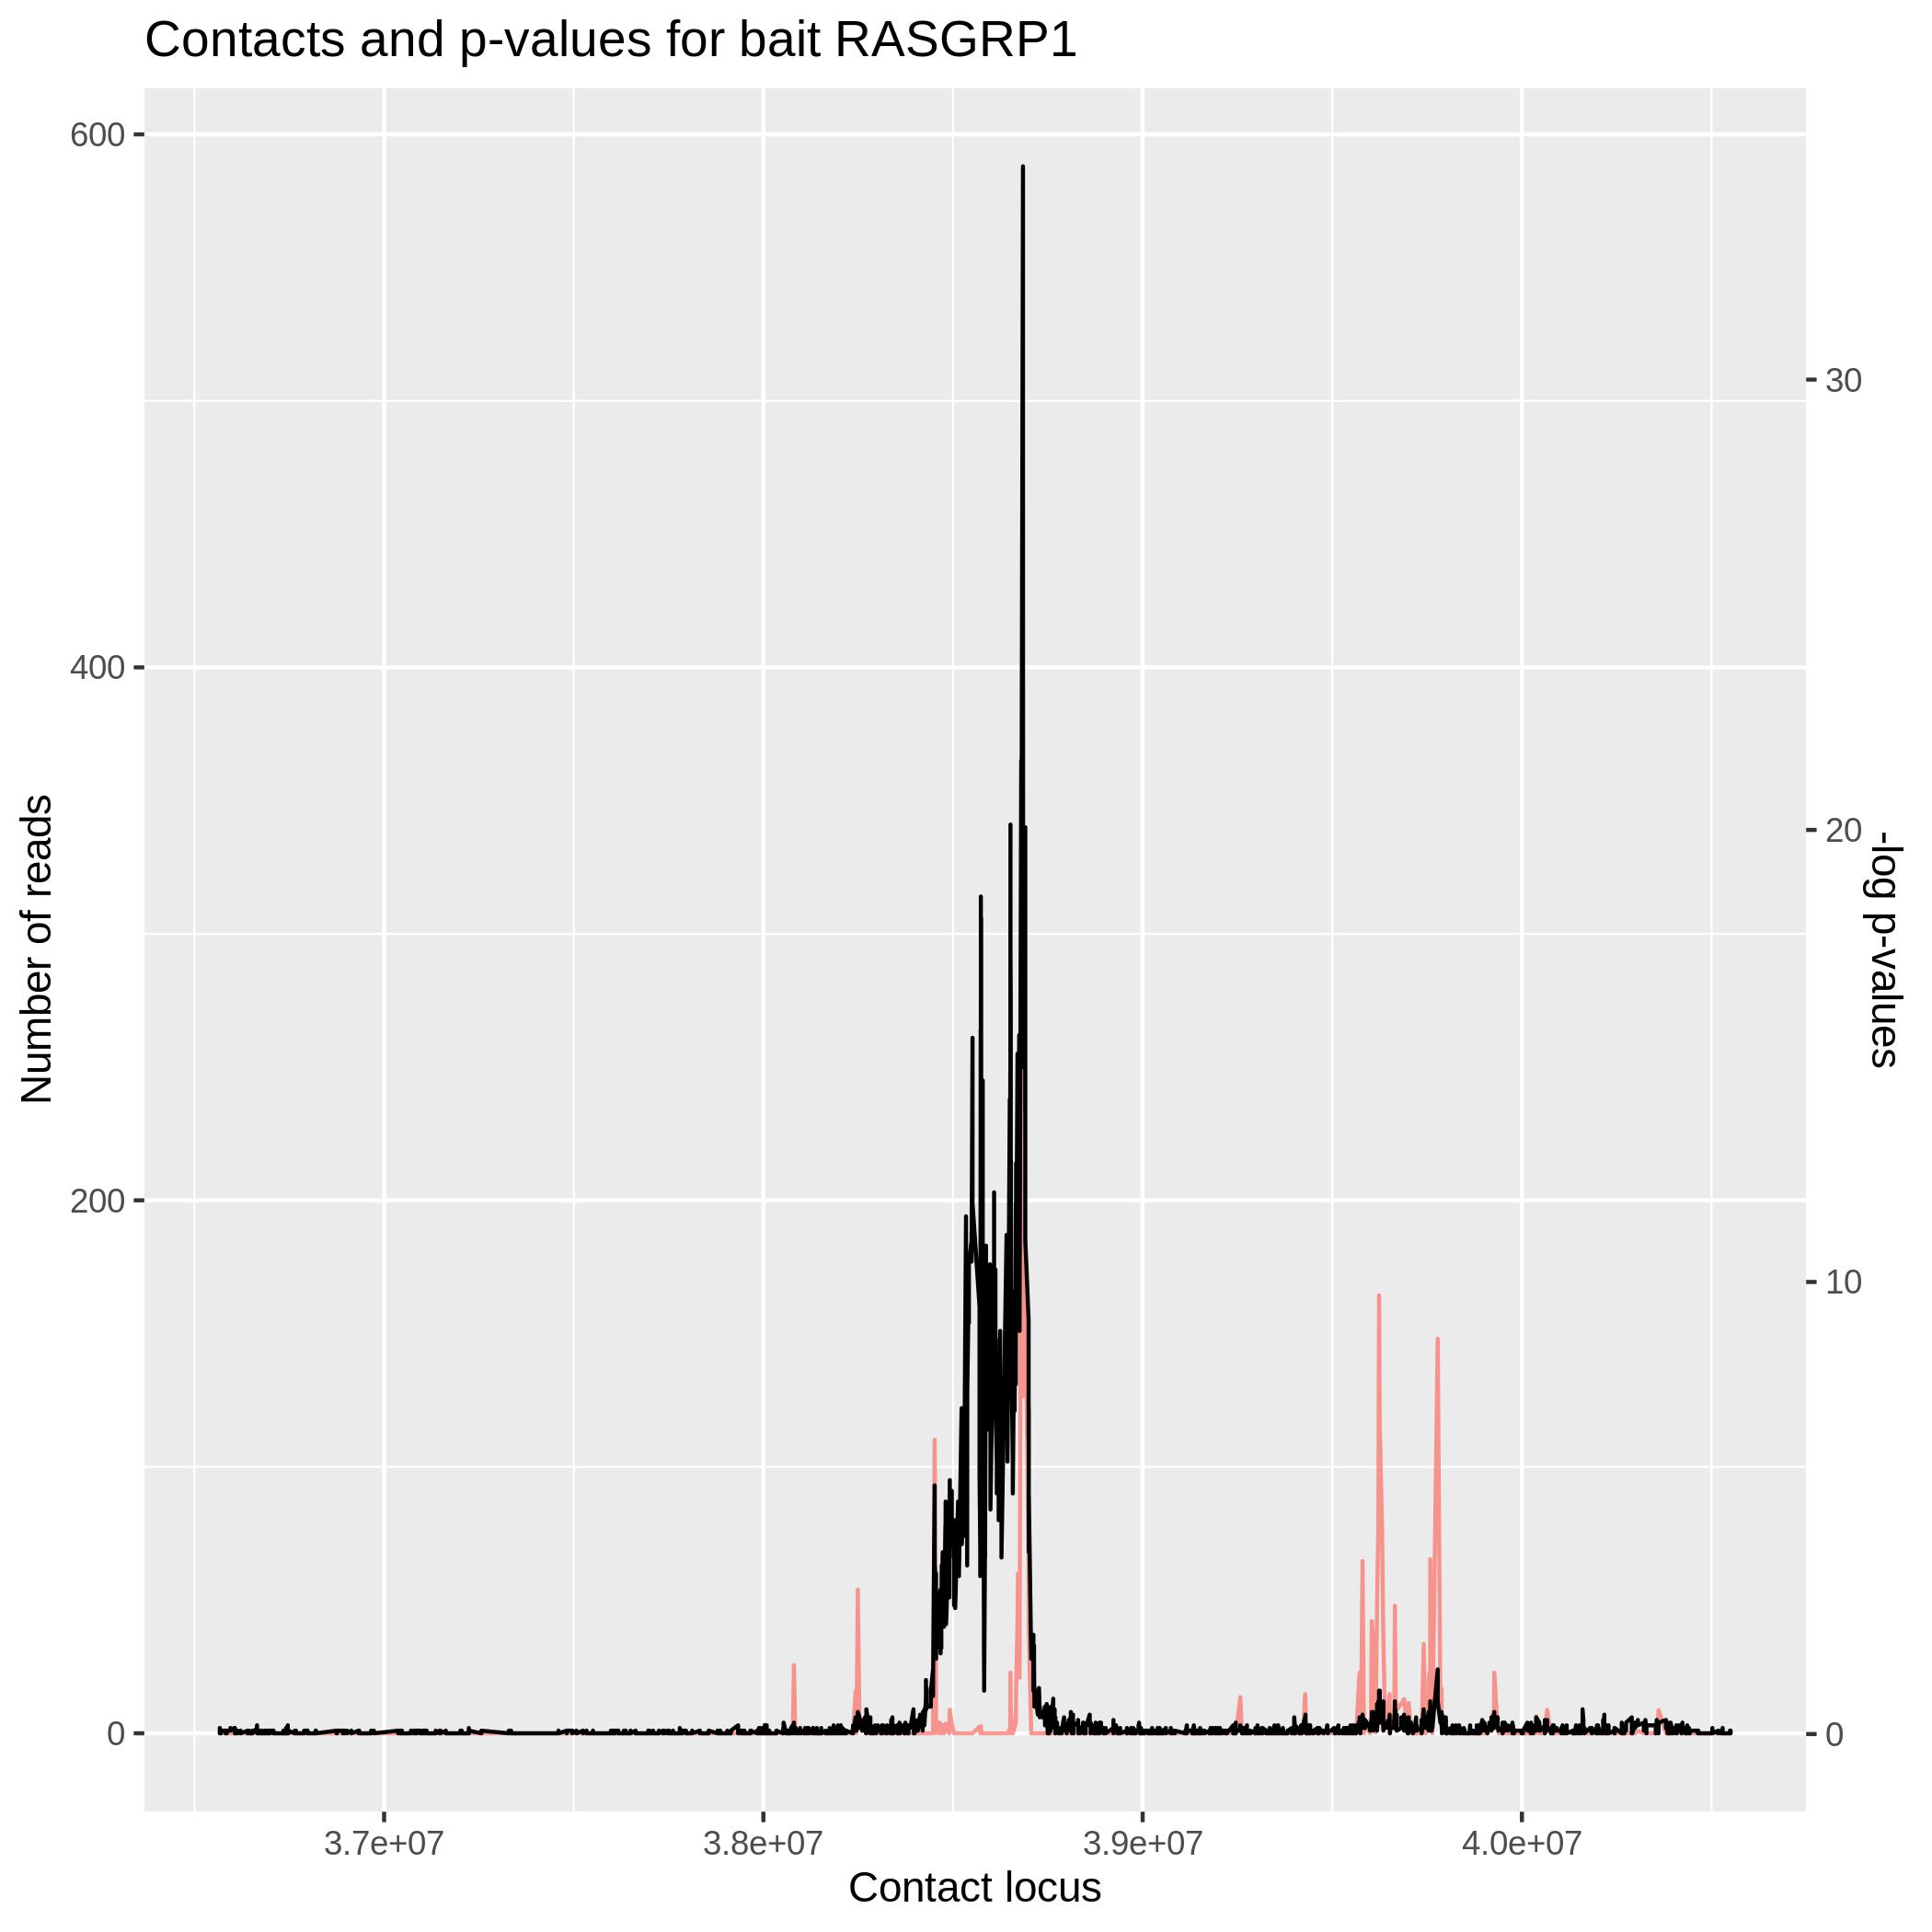 Contacts and p-values for bait RASGRP1
Number of reads
600
400
200
0
30
20
10
0
-log p-values
3.7e+07
3.8e+07
3.9e+07
4.0e+07
Contact locus